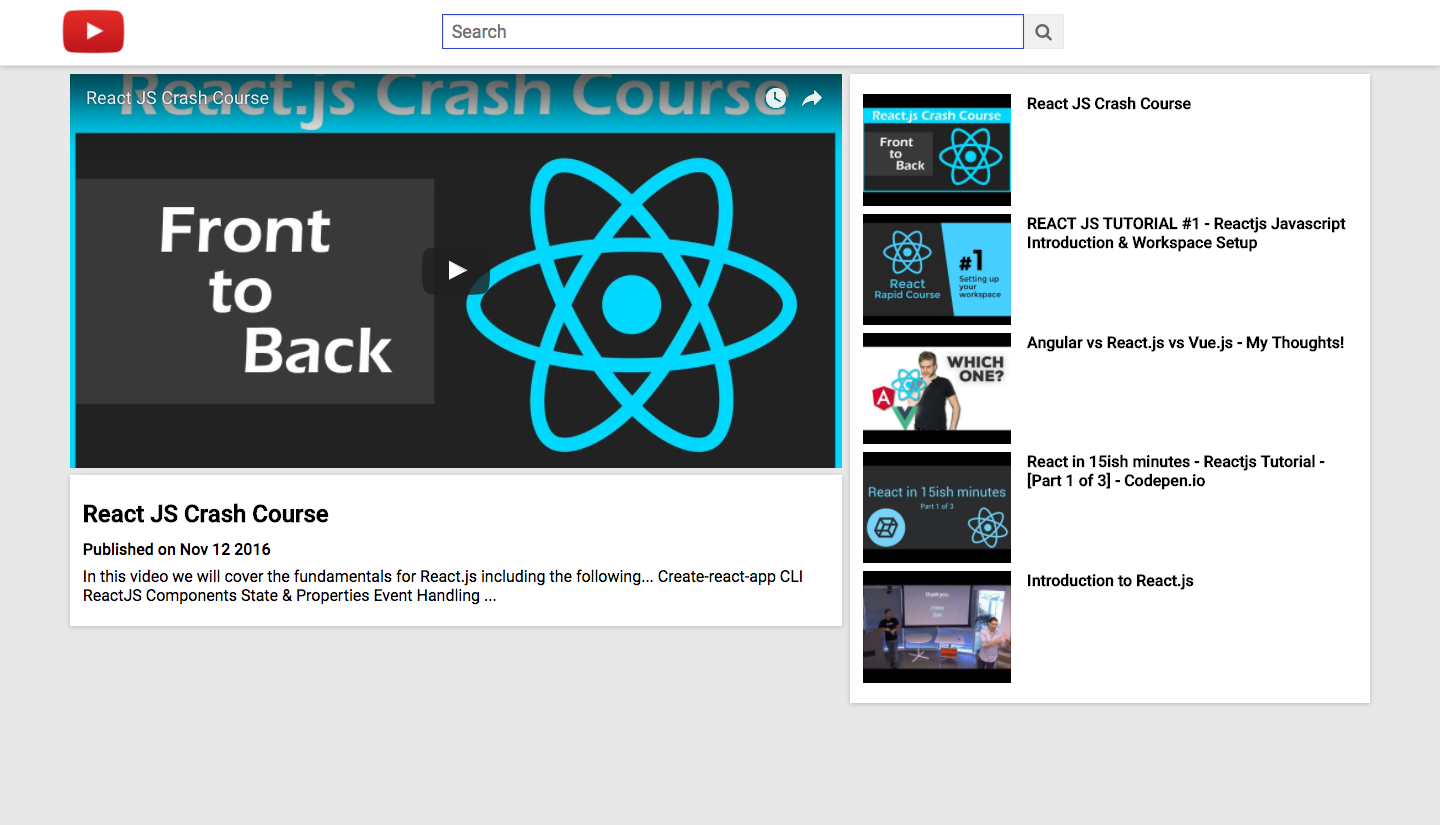 Search
React.js Crash Course
React JS Crash Course
Front
to
Back
React JS Crash Course
Published on Nov 12 2016
In this video we will cover the fundamentals for React.js including the following... Create-react-app CLI
ReactJS Components State & Properties Event Handling ...
React.js Crash Course
Front
to
Back
React JS Crash Course
#1
Setting up
your
workspace
React
Rapid Course
REACT JS TUTORIAL #1 - Reactjs Javascript
Introduction & Workspace Setup
WHICH
ONE?
A
Angular vs React.js vs Vue.js - My Thoughts!
React in 15ish minutes
Part 1 of 3
React in 15ish minutes - Reactjs Tutorial -
[Part 1 of 3] - Codepen.io
thank you
Introduction to React.js